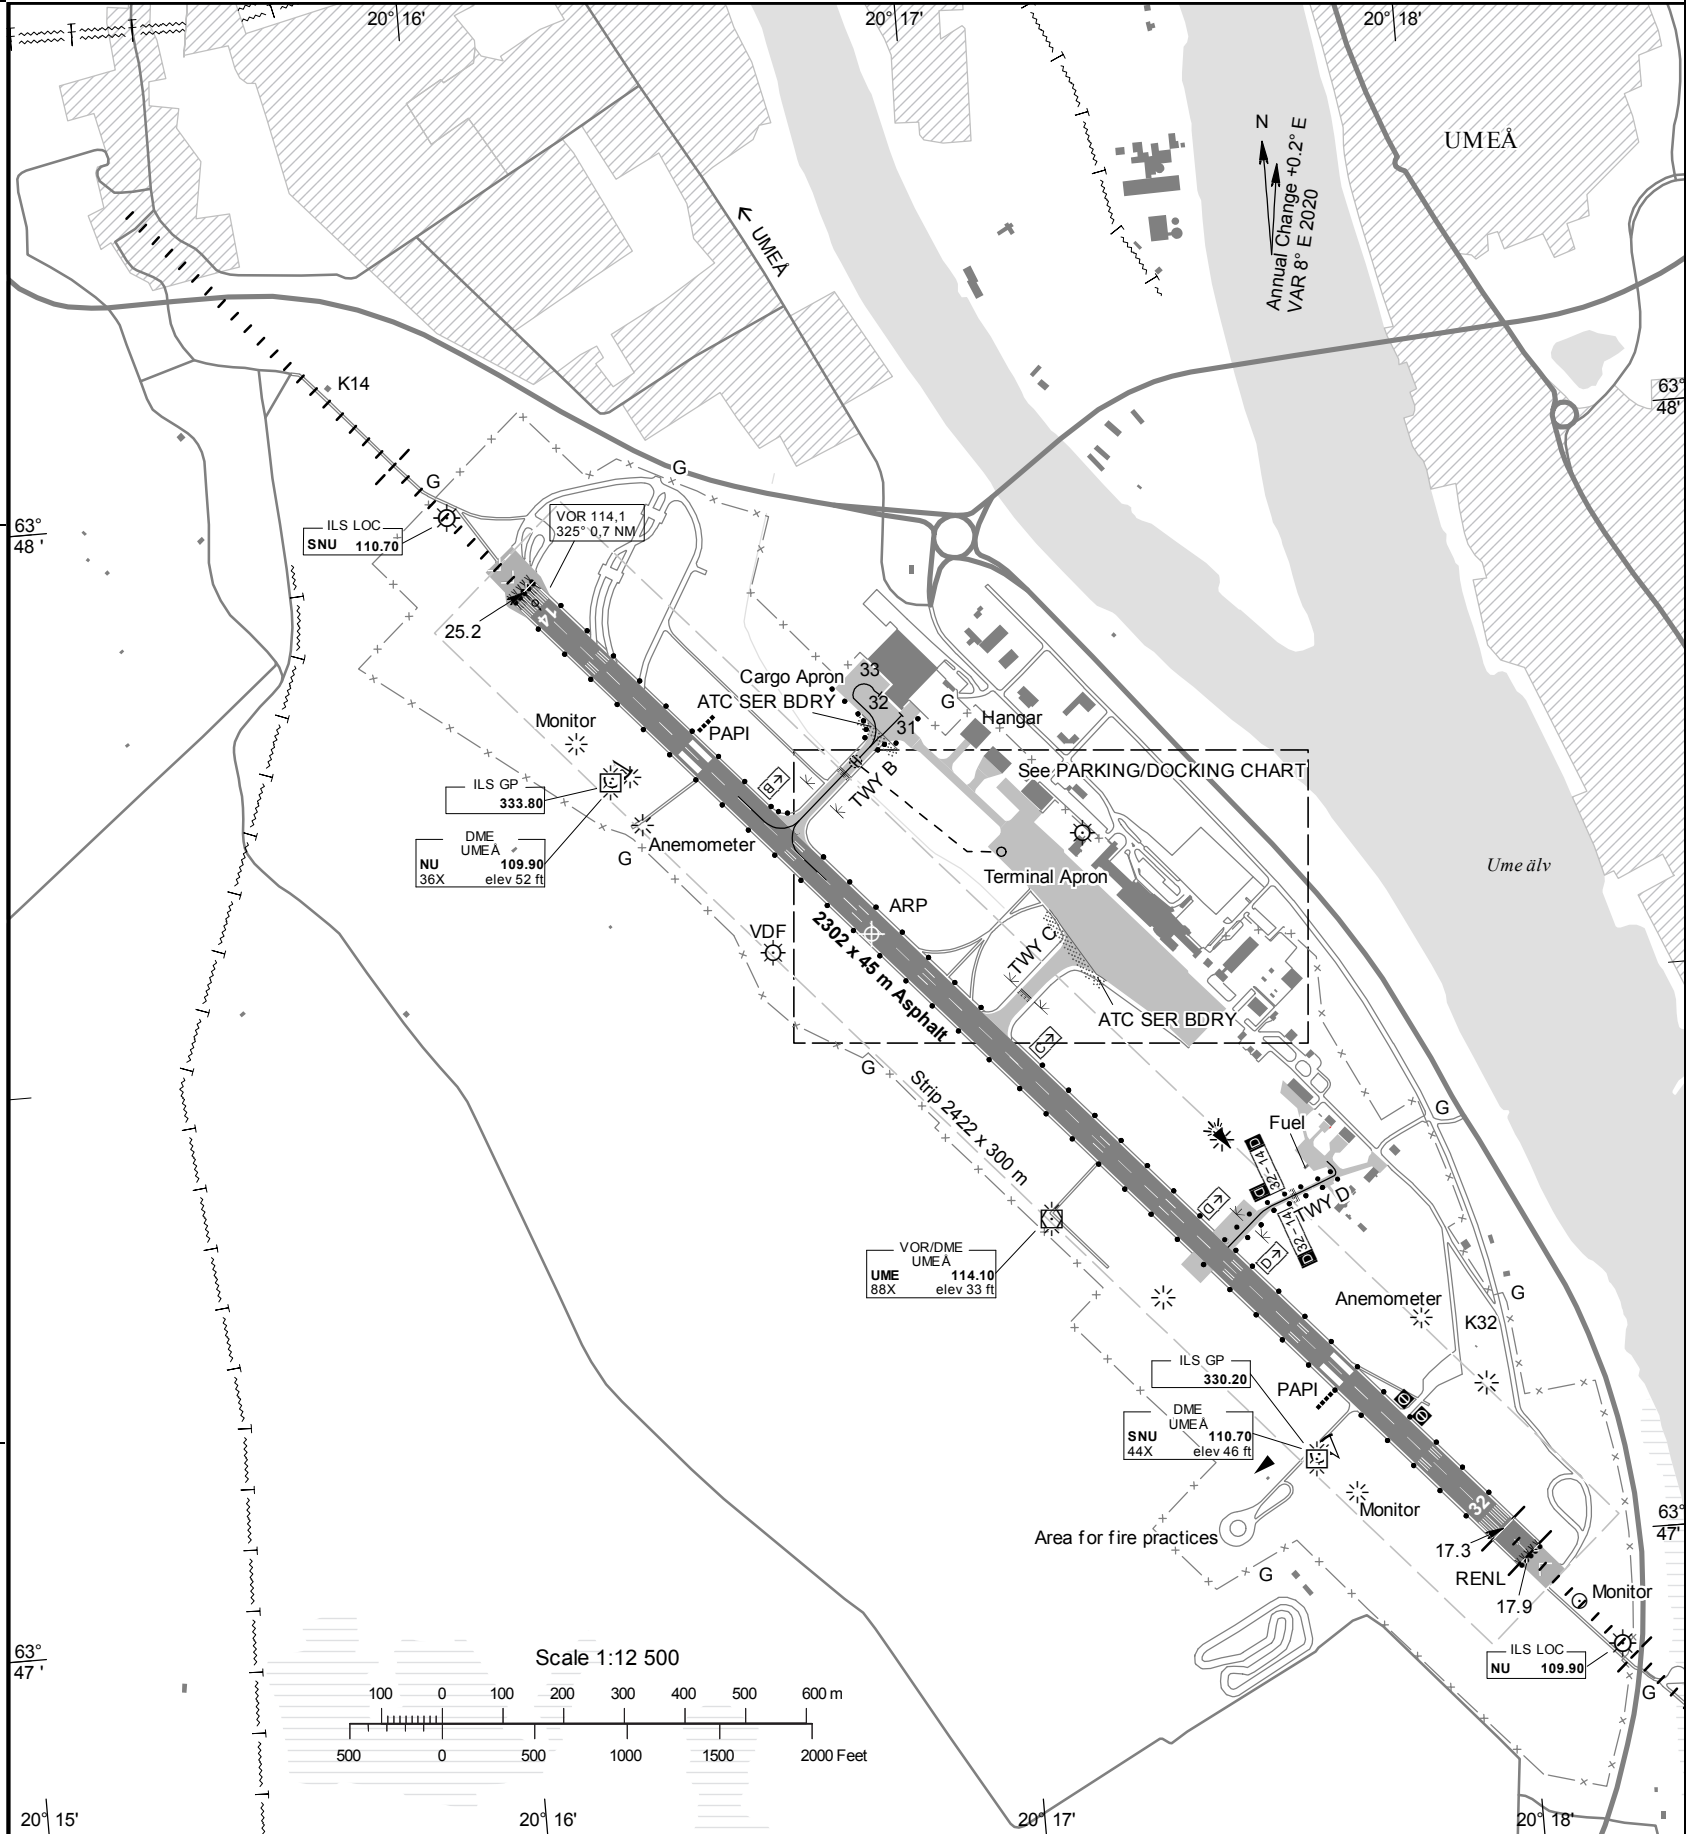 20° 16'
20° 17'
20° 18'
N
Annual Change +0.2° E
VAR 8° E 2020
UMEÅ
← UMEÅ
K14
63°
48'
G
G
ILS LOC
SNU 110.70
63°
48 '
VOR 114,1
325° 0,7 NM
25.2
14
Cargo Apron
33
ATC SER BDRY
32
31
G
Hangar
Monitor
PAPI
See PARKING/DOCKING CHART
ILS GP
333.80
←B
TWY B
DME
UMEÅ
NU 109.90
36X elev 52 ft
G
Anemometer
Terminal Apron
Ume älv
ARP
VDF
2302 x 45 m Asphalt
TWY C
ATC SER BDRY
C→
G
Strip 2422 x 300 m
G
Fuel
D 32-14
D
←D
TWY D
32-14 D
D→
VOR/DME
UMEÅ
UME 114.10
88X elev 33 ft
Anemometer
G
K32
ILS GP
330.20
PAPI
DME
UMEÅ
SNU 110.70
44X elev 46 ft
Monitor
32
63°
47'
Area for fire practices
17.3
RENL
G
17.9
Monitor
ILS LOC
NU 109.90
G
63°
47 '
Scale 1:12 500
100 0 100 200 300 400 500 600 m
500 0 500 1000 1500 2000 Feet
20° 15'
20° 16'
20° 17'
20° 18'